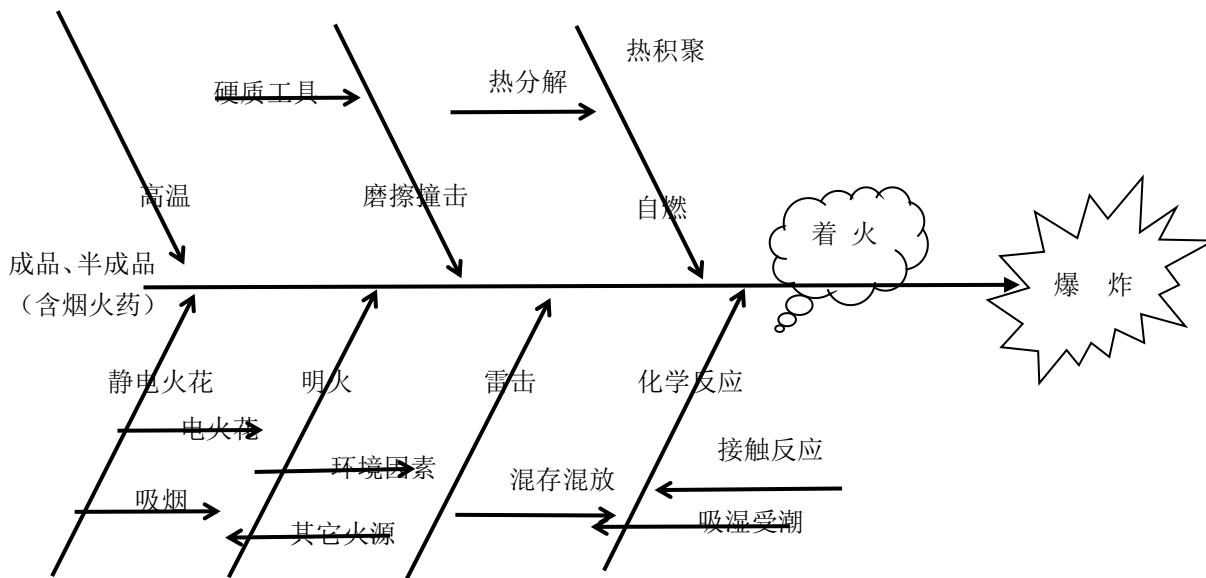 热积聚
热分解
硬质工具
高温
磨擦撞击
自燃
着 火
成品、半成品
（含烟火药）
爆 炸
静电火花
明火
雷击
化学反应
电火花
接触反应
环境因素
混存混放
吸烟
吸湿受潮
其它火源